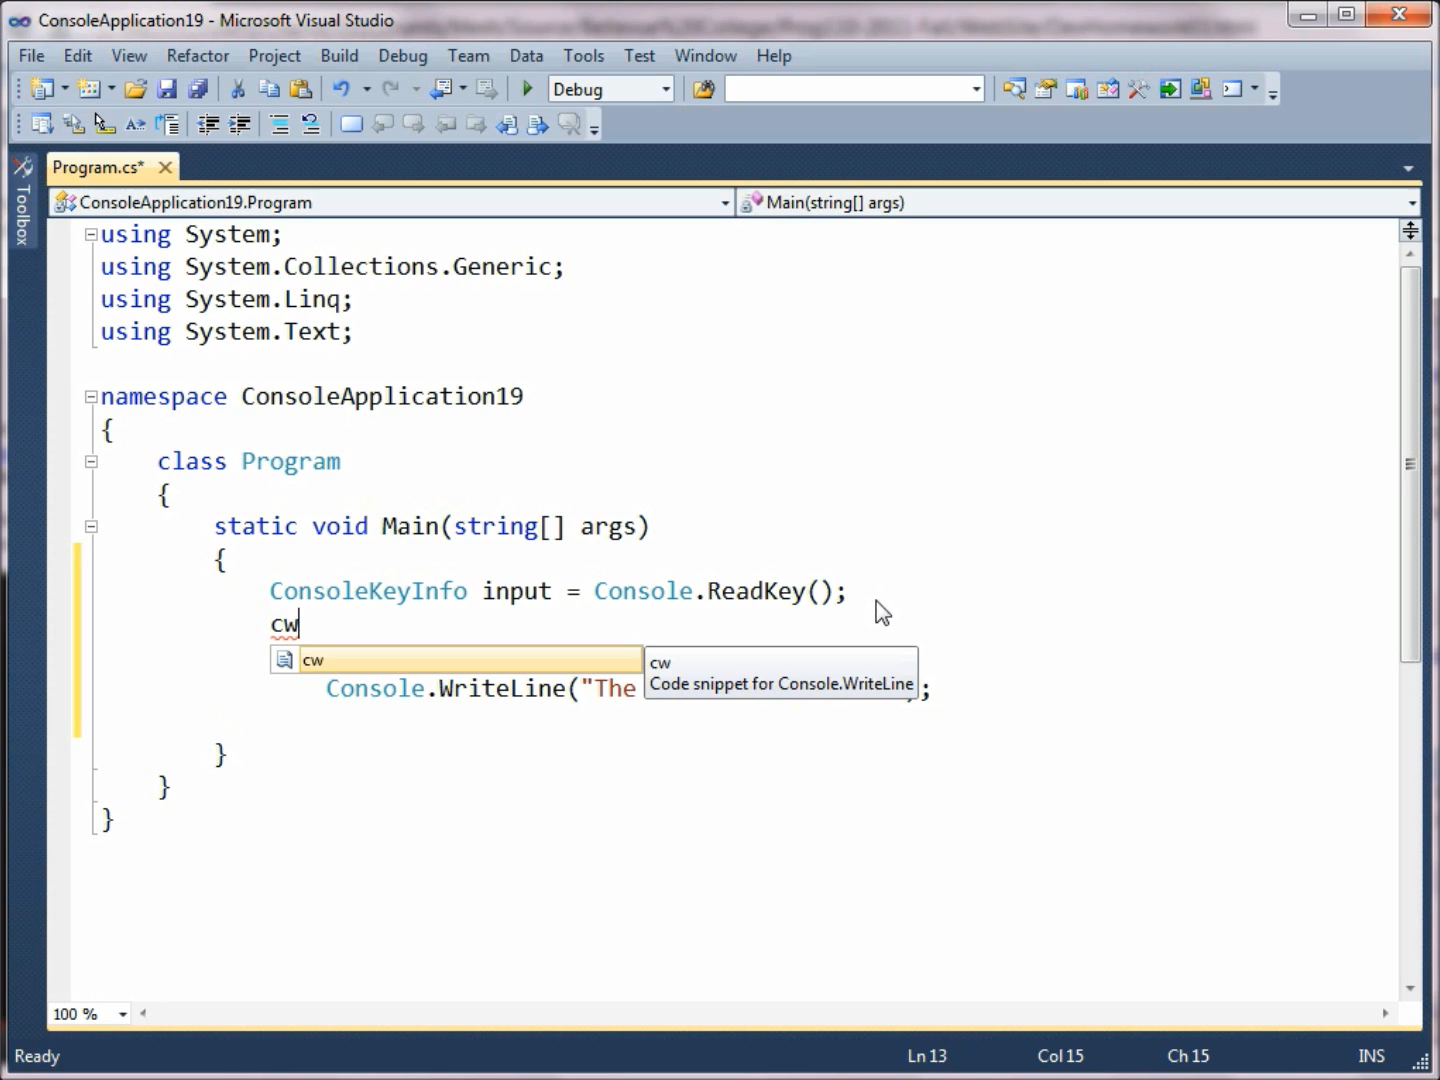 ConsoleApplication19 - Microsoft Visual Studio
File Edit View Refactor Project Build Debug Team Data Tools Test Window Help
Debug
Toolbox
Program.cs*
ConsoleApplication19.Program
Main(string[] args)
using System;
using System.Collections.Generic;
using System.Linq;
using System.Text;
namespace ConsoleApplication19
{
class Program
{
static void Main(string[] args)
{
ConsoleKeyInfo input = Console.ReadKey();
cw
cw
cw
Code snippet for Console.WriteLine
Console.WriteLine("The ;
}
}
}
100 %
Ready Ln 13 Col 15 Ch 15 INS